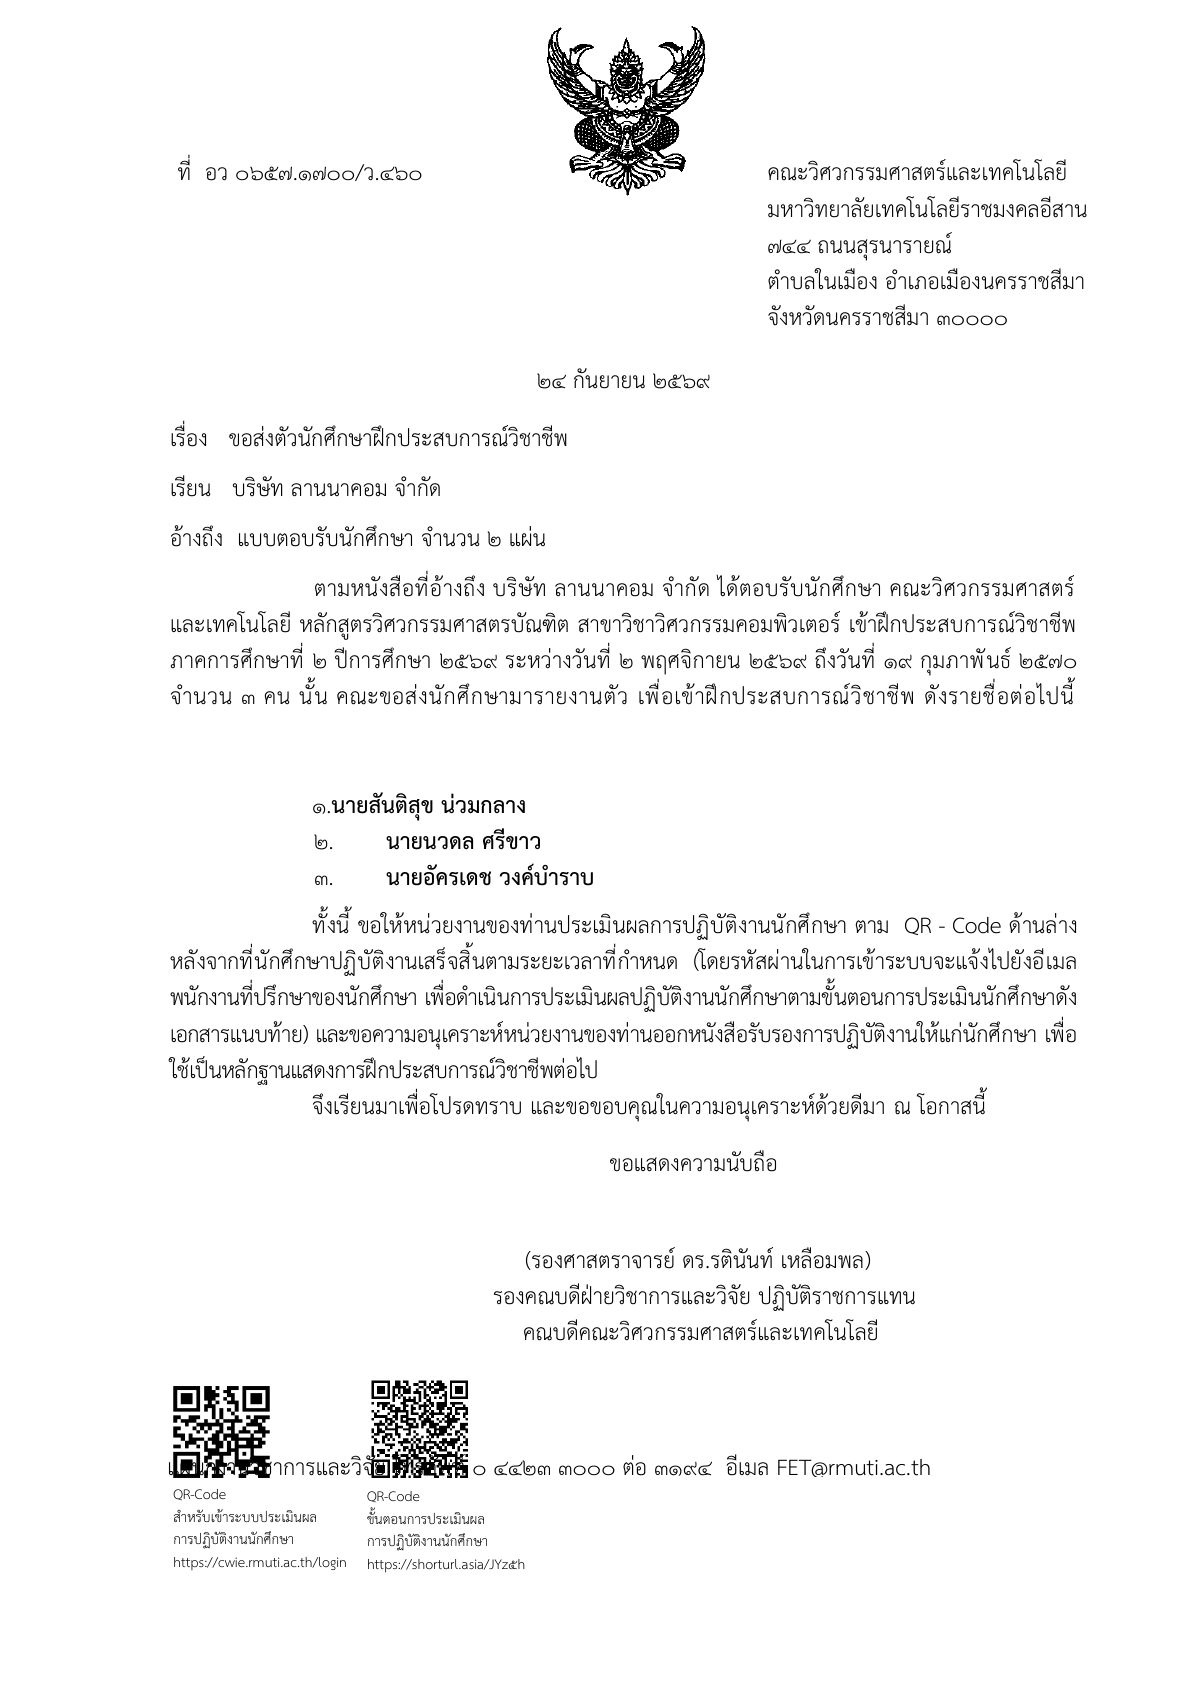 ที่ อว ๐๖๕๗.๑๗๐๐/ว.๔๖๐
คณะวิศวกรรมศาสตร์และเทคโนโลยี
มหาวิทยาลัยเทคโนโลยีราชมงคลอีสาน
๗๔๔ ถนนสุรนารายณ์
ตำบลในเมือง อำเภอเมืองนครราชสีมา
จังหวัดนครราชสีมา ๓๐๐๐๐
๒๔ กันยายน ๒๕๖๙
เรื่อง ขอส่งตัวนักศึกษาฝึกประสบการณ์วิชาชีพ
เรียน บริษัท ลานนาคอม จำกัด
อ้างถึง แบบตอบรับนักศึกษา จำนวน ๒ แผ่น
ตามหนังสือที่อ้างถึง บริษัท ลานนาคอม จำกัด ได้ตอบรับนักศึกษา คณะวิศวกรรมศาสตร์
และเทคโนโลยี หลักสูตรวิศวกรรมศาสตรบัณฑิต สาขาวิชาวิศวกรรมคอมพิวเตอร์ เข้าฝึกประสบการณ์วิชาชีพ
ภาคการศึกษาที่ ๒ ปีการศึกษา ๒๕๖๙ ระหว่างวันที่ ๒ พฤศจิกายน ๒๕๖๙ ถึงวันที่ ๑๙ กุมภาพันธ์ ๒๕๗๐
จำนวน ๓ คน นั้น คณะขอส่งนักศึกษามารายงานตัว เพื่อเข้าฝึกประสบการณ์วิชาชีพ ดังรายชื่อต่อไปนี้
๑.นายสันติสุข น่วมกลาง
๒. นายนวดล ศรีขาว
๓. นายอัครเดช วงค์บำราบ
ทั้งนี้ ขอให้หน่วยงานของท่านประเมินผลการปฏิบัติงานนักศึกษา ตาม QR - Code ด้านล่าง
หลังจากที่นักศึกษาปฏิบัติงานเสร็จสิ้นตามระยะเวลาที่กำหนด (โดยรหัสผ่านในการเข้าระบบจะแจ้งไปยังอีเมล
พนักงานที่ปรึกษาของนักศึกษา เพื่อดำเนินการประเมินผลปฏิบัติงานนักศึกษาตามขั้นตอนการประเมินนักศึกษาดัง
เอกสารแนบท้าย) และขอความอนุเคราะห์หน่วยงานของท่านออกหนังสือรับรองการปฏิบัติงานให้แก่นักศึกษา เพื่อ
ใช้เป็นหลักฐานแสดงการฝึกประสบการณ์วิชาชีพต่อไป
จึงเรียนมาเพื่อโปรดทราบ และขอขอบคุณในความอนุเคราะห์ด้วยดีมา ณ โอกาสนี้
ขอแสดงความนับถือ
(รองศาสตราจารย์ ดร.รตินันท์ เหลือมพล)
รองคณบดีฝ่ายวิชาการและวิจัย ปฏิบัติราชการแทน
คณบดีคณะวิศวกรรมศาสตร์และเทคโนโลยี
าการและวิจัย ๐ ๔๔๒๓ ๓๐๐๐ ต่อ ๓๑๙๔ อีเมล FET@rmuti.ac.th
QR-Code
สำหรับเข้าระบบประเมินผล
การปฏิบัติงานนักศึกษา
https://cwie.rmuti.ac.th/login
QR-Code
ขั้นตอนการประเมินผล
การปฏิบัติงานนักศึกษา
https://shorturl.asia/JYz๕h